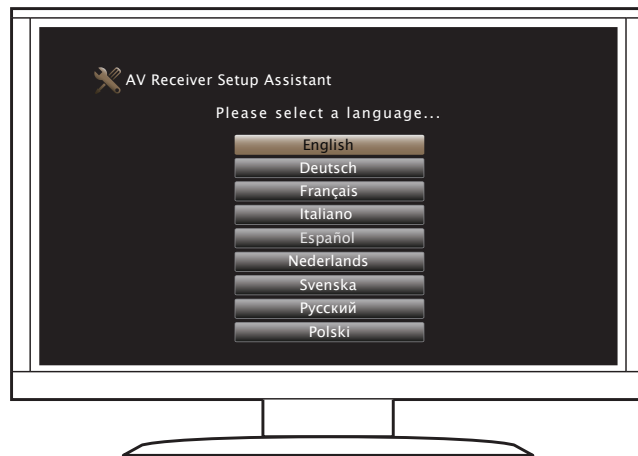 AV Receiver Setup Assistant
Please select a language...
English
Deutsch
Français
Italiano
Español
Nederlands
Svenska
Русский
Polski